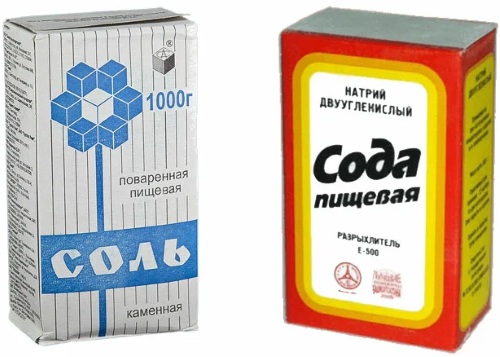 ®
1000г
поваренная
пищевая
СОЛЬ
каменная
НАТРИЙ
ДВУУГЛЕКИСЛЫЙ
Сода
пищевая
РАЗРЫХЛИТЕЛЬ
Е-500